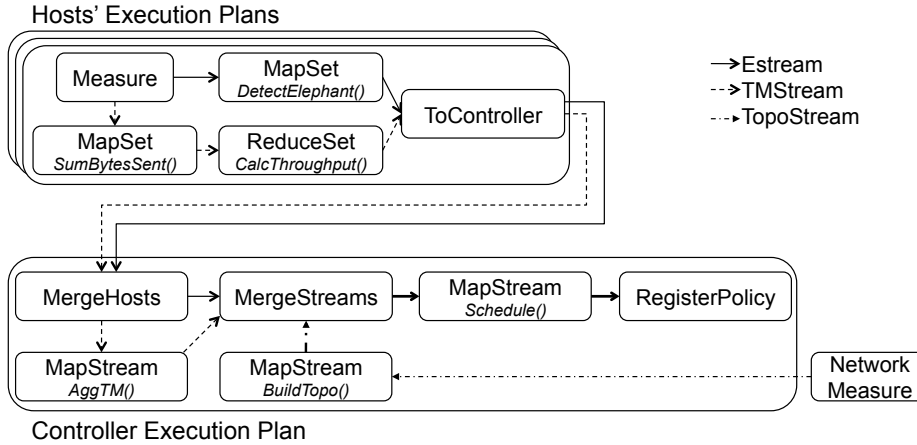 Hosts' Execution Plans
Measure
MapSet
DetectElephant()
ToController
MapSet
SumBytesSent()
ReduceSet
CalcThroughput()
Estream
TMStream
TopoStream
MergeHosts
MergeStreams
MapStream
Schedule()
RegisterPolicy
MapStream
AggTM()
MapStream
BuildTopo()
Network
Measure
Controller Execution Plan